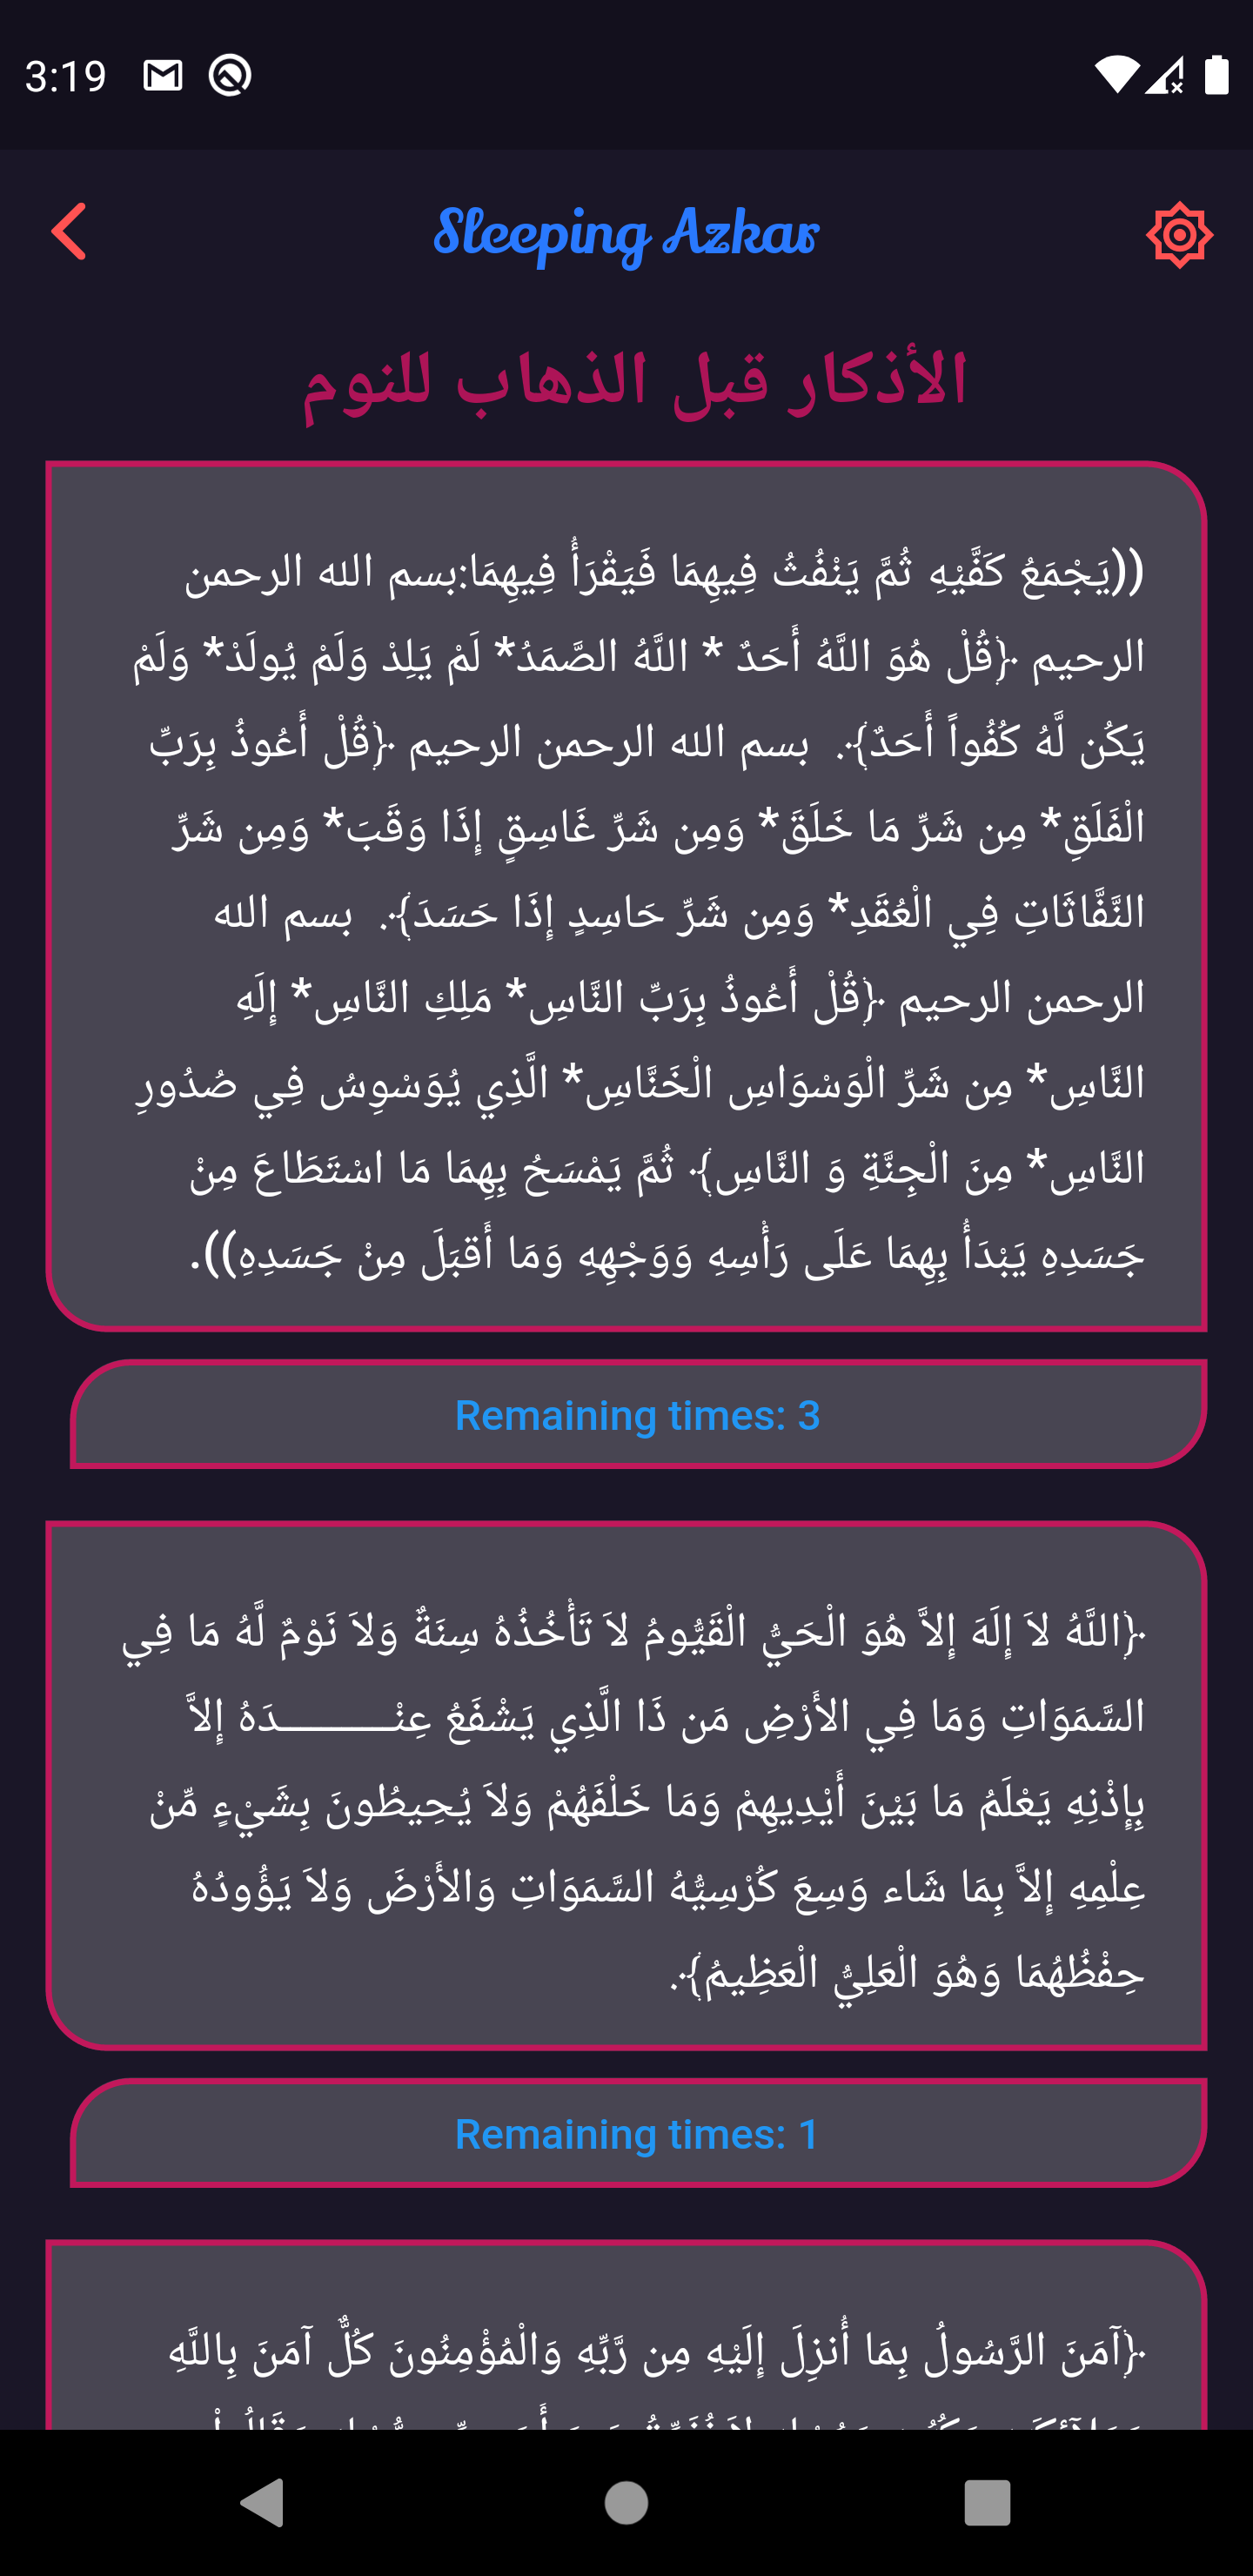 3:19
Sleeping Azkar
الأذكار قبل الذهاب للنوم
((يَجْمَعُ كَفَّيْهِ ثُمَّ يَنْفُثُ فِيهِمَا فَيَقْرَأُ فِيهِمَا:بسم الله الرحمن
الرحيم ﴿قُلْ هُوَ اللَّهُ أَحَدٌ * اللَّهُ الصَّمَدُ* لَمْ يَلِدْ وَلَمْ يُولَدْ* وَلَمْ
يَكُن لَّهُ كُفُواً أَحَدٌ﴾. بسم الله الرحمن الرحيم ﴿قُلْ أَعُوذُ بِرَبِّ
الْفَلَقِ* مِن شَرِّ مَا خَلَقَ* وَمِن شَرِّ غَاسِقٍ إِذَا وَقَبَ* وَمِن شَرِّ
النَّفَّاثَاتِ فِي الْعُقَدِ* وَمِن شَرِّ حَاسِدٍ إِذَا حَسَدَ﴾. بسم الله
الرحمن الرحيم ﴿قُلْ أَعُوذُ بِرَبِّ النَّاسِ* مَلِكِ النَّاسِ* إِلَهِ
النَّاسِ* مِن شَرِّ الْوَسْوَاسِ الْخَنَّاسِ* الَّذِي يُوَسْوِسُ فِي صُدُورِ
النَّاسِ* مِنَ الْجِنَّةِ وَ النَّاسِ﴾ ثُمَّ يَمْسَحُ بِهِمَا مَا اسْتَطَاعَ مِنْ
جَسَدِهِ يَبْدَأُ بِهِمَا عَلَى رَأْسِهِ وَوَجْهِهِ وَمَا أَقبَلَ مِنْ جَسَدِهِ)).
Remaining times: 3
﴿اللَّهُ لاَ إِلَهَ إِلاَّ هُوَ الْحَيُّ الْقَيُّومُ لاَ تَأْخُذُهُ سِنَةٌ وَلاَ نَوْمٌ لَّهُ مَا فِي
السَّمَوَاتِ وَمَا فِي الأَرْضِ مَن ذَا الَّذِي يَشْفَعُ عِنْــــــــــدَهُ إِلاَّ
بِإِذْنِهِ يَعْلَمُ مَا بَيْنَ أَيْدِيهِمْ وَمَا خَلْفَهُمْ وَلاَ يُحِيطُونَ بِشَيْءٍ مِّنْ
عِلْمِهِ إِلاَّ بِمَا شَاء وَسِعَ كُرْسِيُّهُ السَّمَوَاتِ وَالأَرْضَ وَلاَ يَؤُودُهُ
حِفْظُهُمَا وَهُوَ الْعَلِيُّ الْعَظِيمُ﴾.
Remaining times: 1
﴿آمَنَ الرَّسُولُ بِمَا أُنزِلَ إِلَيْهِ مِن رَّبِّهِ وَالْمُؤْمِنُونَ كُلٌّ آمَنَ بِاللَّهِ